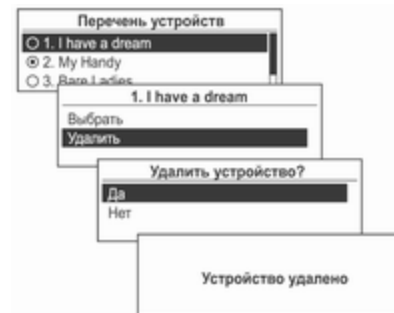 Перечень устройств
1. I have a dream
2. My Handy
3. Bare Ladies
1. I have a dream
Выбрать
Удалить
Удалить устройство?
Да
Нет
Устройство удалено